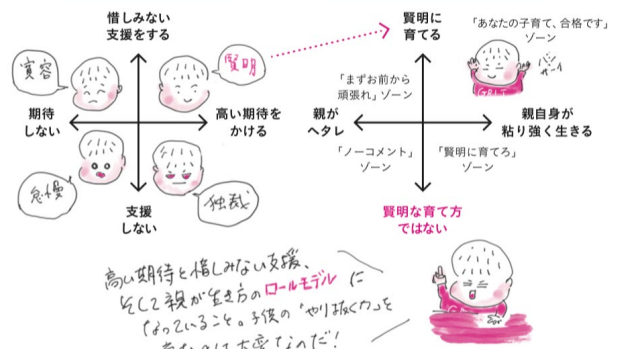 惜しみない
支援をする
寛容
賢明
期待
しない
高い期待を
かける
怠慢
独裁
支援
しない
賢明に
育てる
「あなたの子育て、合格です」
ゾーン
「まずお前から
頑張れ」ゾーン
GRIT
親が
ヘタレ
親自身が
粘り強く生きる
「ノーコメント」
ゾーン
「賢明に育てろ」
ゾーン
賢明な育て方
ではない
高い期待と惜しみない支援、
そして親が生き方のロールモデルに
なっていること。子供の「やり抜く力」を